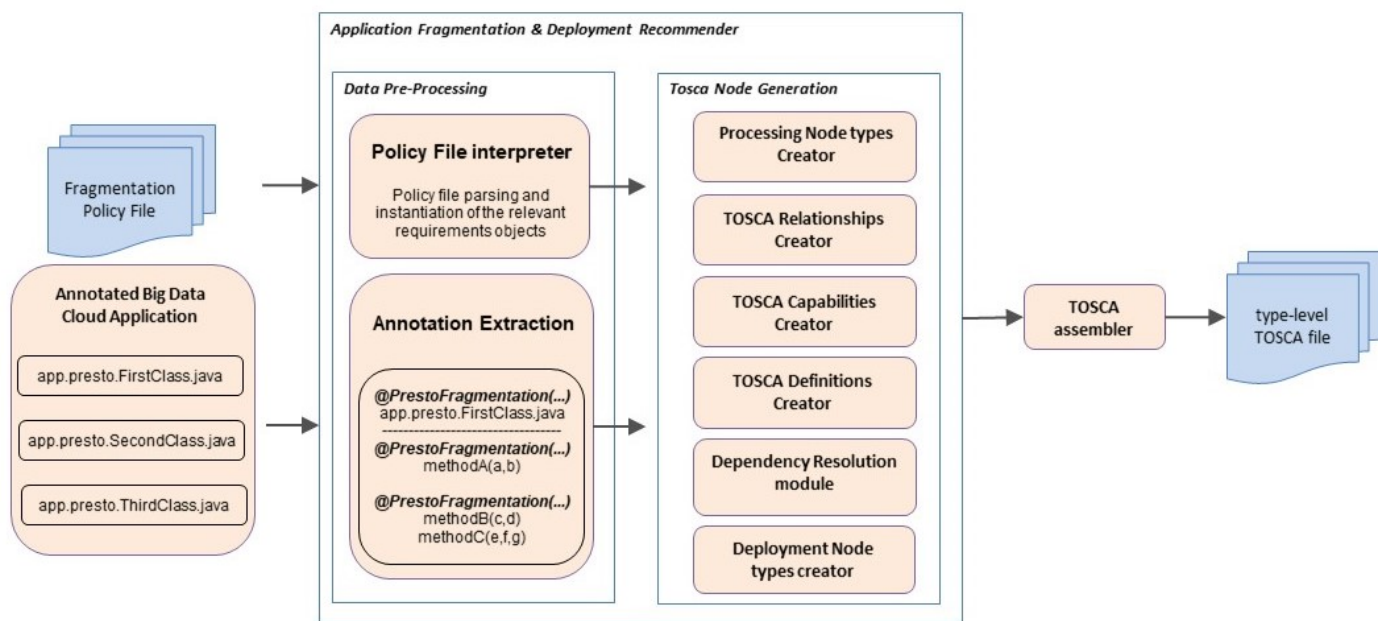 Application Fragmentation & Deployment Recommender
Fragmentation
Policy File
Annotated Big Data
Cloud Application
app.presto.FirstClass.java
app.presto.SecondClass.java
app.presto.ThirdClass.java
Data Pre-Processing
Policy File interpreter
Policy file parsing and
instantiation of the relevant
requirements objects
Annotation Extraction
@PrestoFragmentation(...)
app.presto.FirstClass.java
-----------------------------------
@PrestoFragmentation(...)
methodA(a,b)
@PrestoFragmentation(...)
methodB(c,d)
methodC(e,f,g)
Tosca Node Generation
Processing Node types
Creator
TOSCA Relationships
Creator
TOSCA Capabilities
Creator
TOSCA Definitions
Creator
Dependency Resolution
module
Deployment Node
types creator
TOSCA
assembler
type-level
TOSCA file